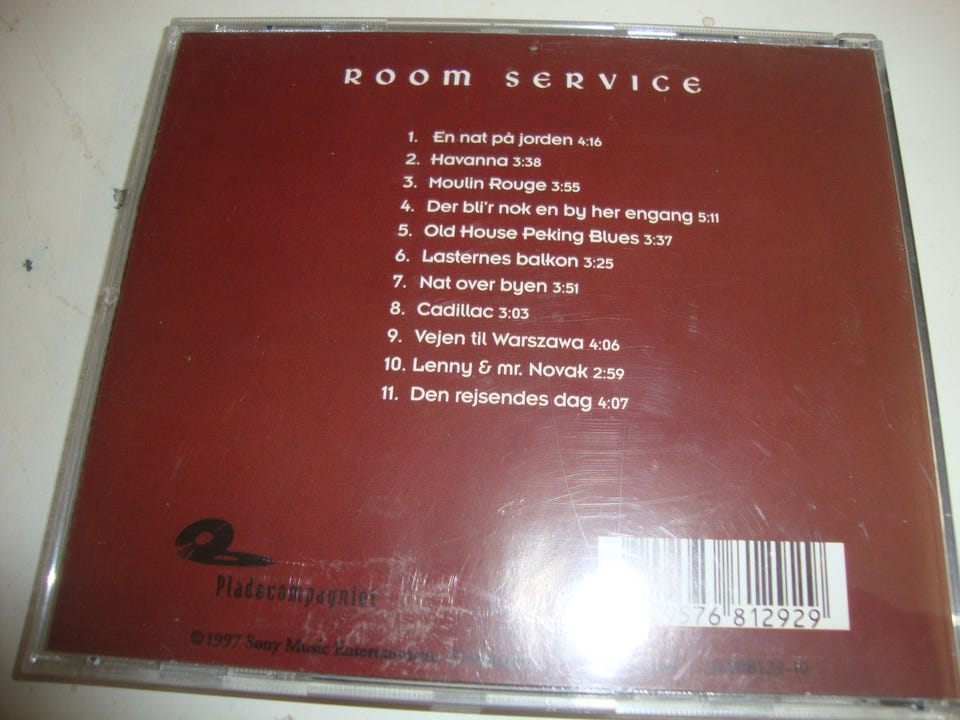 ROOM SERVICE
1. En nat på jorden 4:16
2. Havanna 3:38
3. Moulin Rouge 3:55
4. Der bli'r nok en by her engang 5:11
5. Old House Peking Blues 3:37
6. Lasternes balkon 3:25
7. Nat over byen 3:51
8. Cadillac 3:03
9. Vejen til Warszawa 4:06
10. Lenny & mr. Novak 2:59
11. Den rejsendes dag 4:07
Pladecompagniet
©1997 Sony Music Entertainment
576 812929